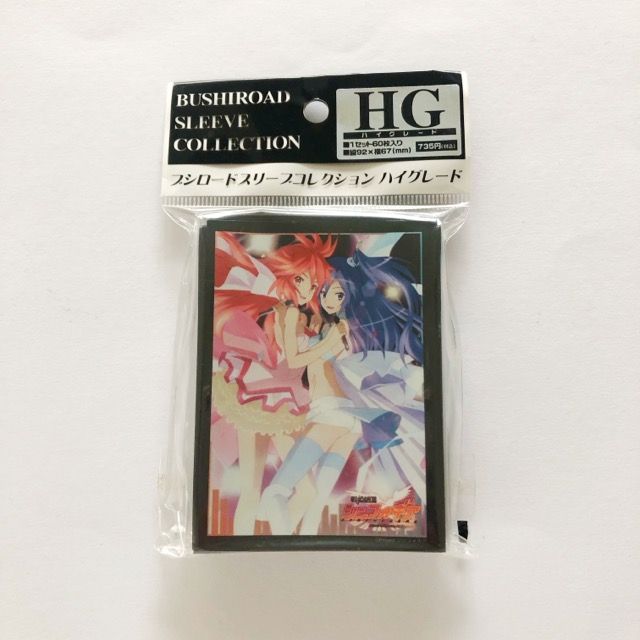 BUSHIROAD
SLEEVE
COLLECTION
HG
ハイグレード
■1セット・60枚入り
■縦92×横67(mm)
735円(税込)
ブシロードスリーブコレクション ハイグレード